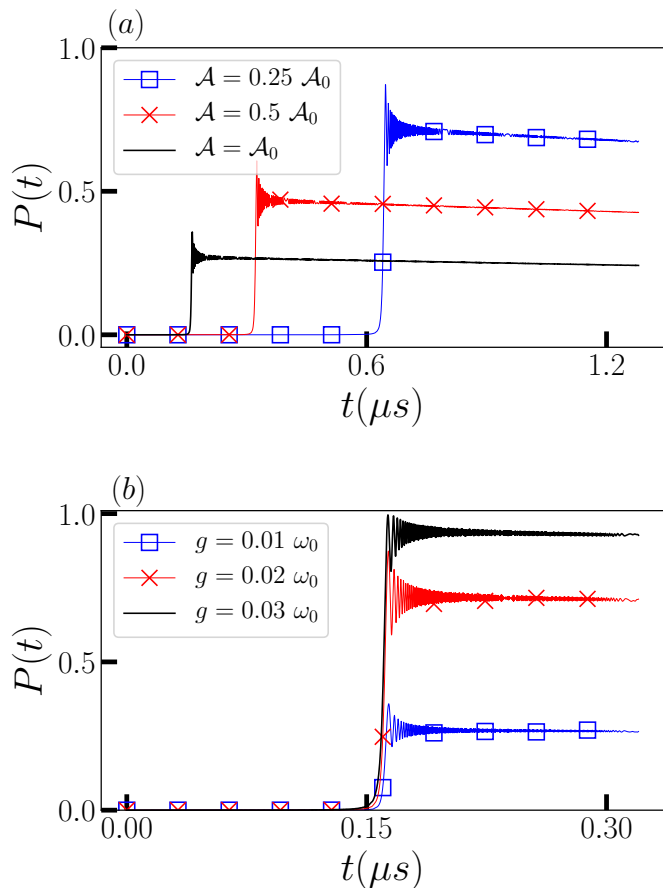 (a)
1.0
𝒜 = 0.25 𝒜₀
𝒜 = 0.5 𝒜₀
𝒜 = 𝒜₀
P(t)
0.5
0.0
0.0 0.6 1.2
t(μs)
(b)
1.0
g = 0.01 ω₀
g = 0.02 ω₀
g = 0.03 ω₀
P(t)
0.5
0.0
0.00 0.15 0.30
t(μs)